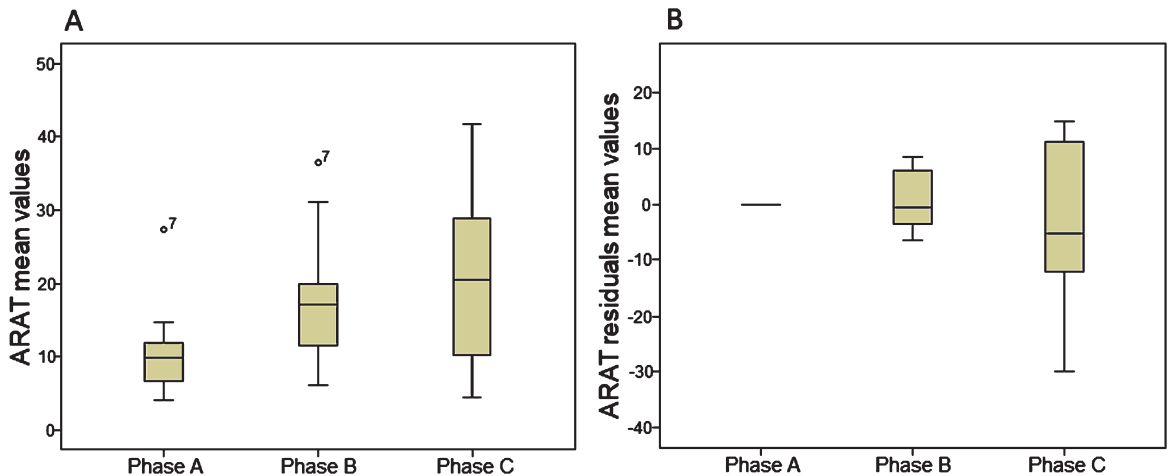 A
ARAT mean values
50
40
30
20
10
0
7
7
Phase A Phase B Phase C
B
ARAT residuals mean values
20
10
0
-10
-20
-30
-40
Phase A Phase B Phase C